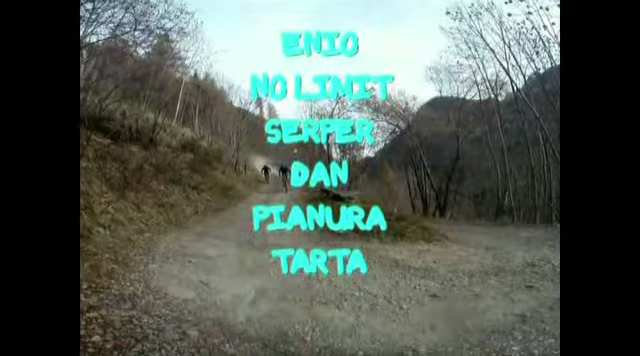 ENIO
NO LIMIT
SERPER
DAN
PIANURA
TARTA